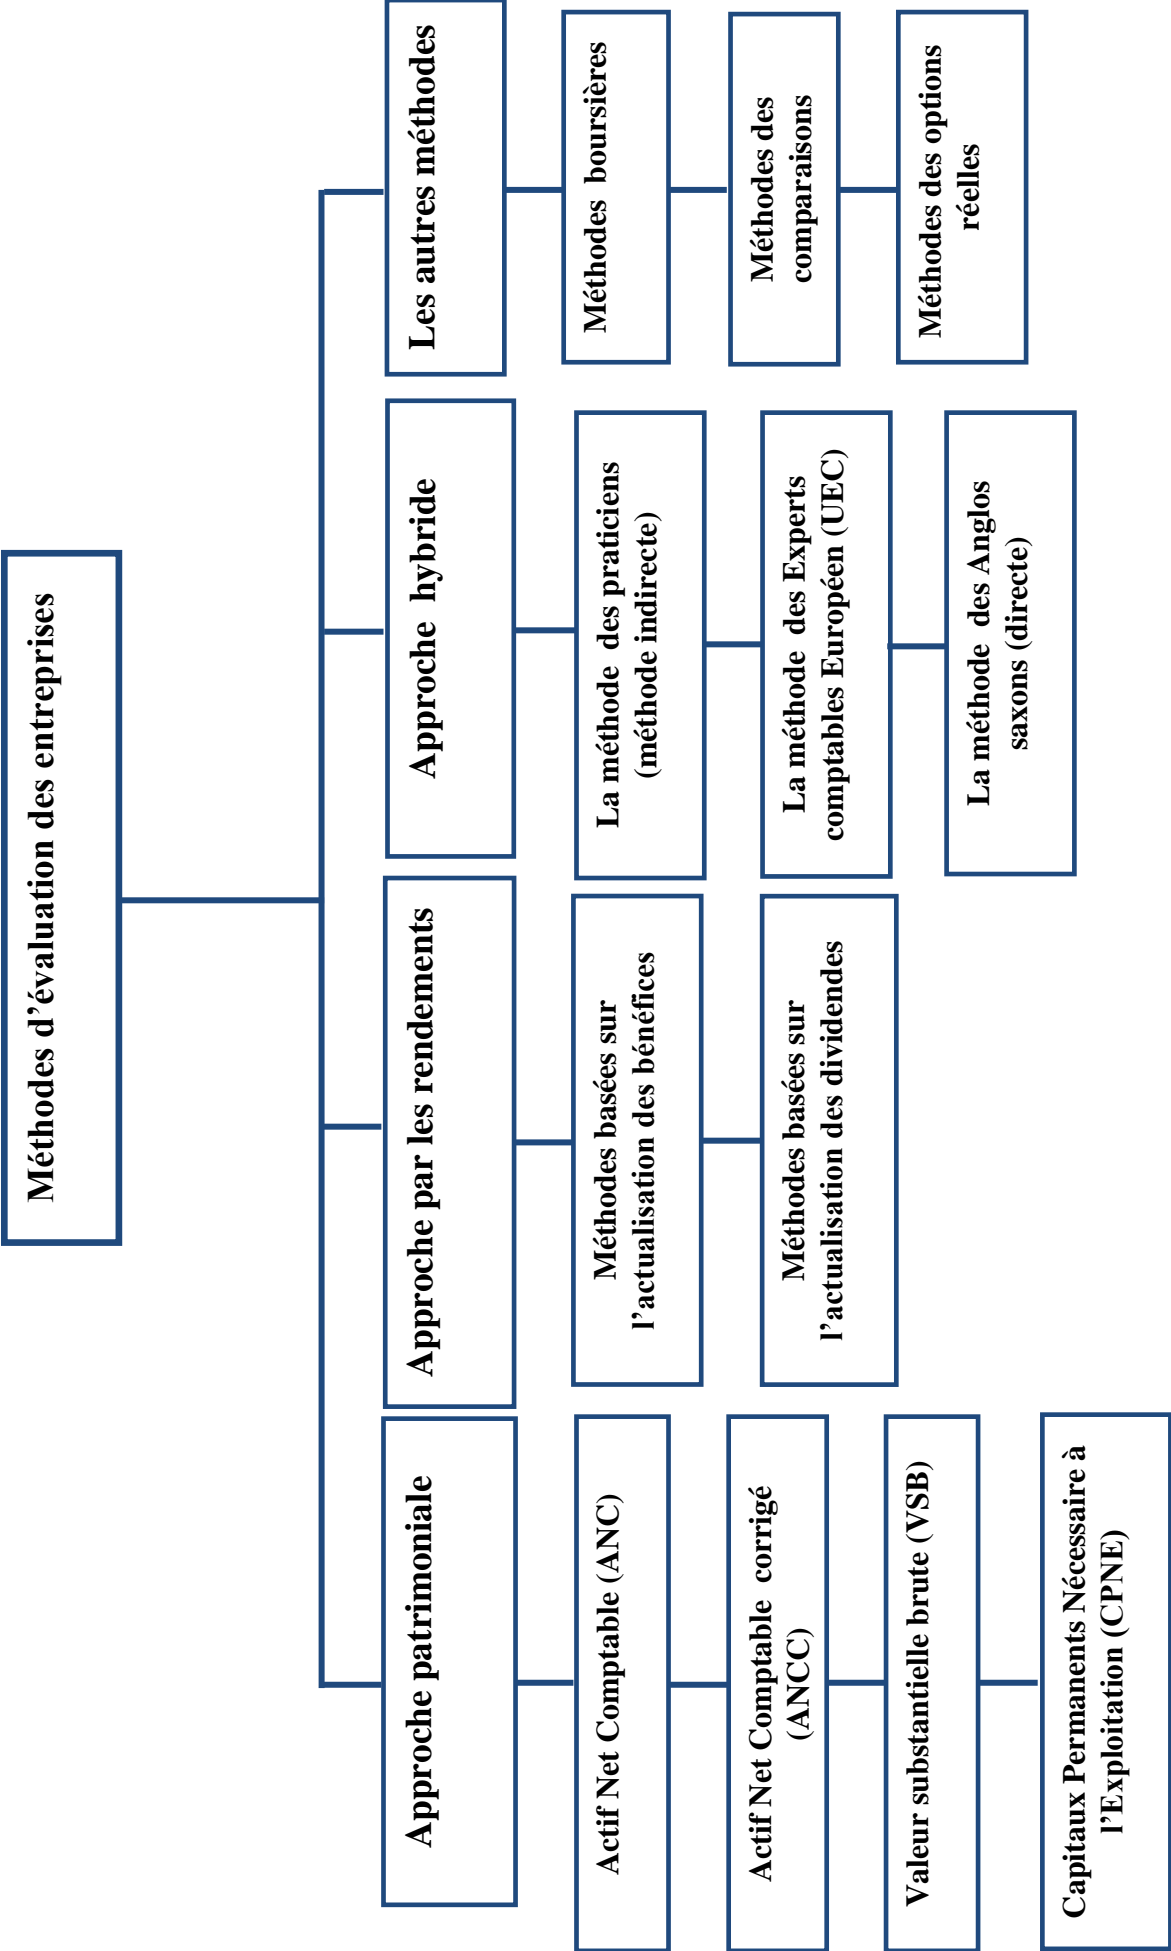 Méthodes d’évaluation des entreprises
Approche patrimoniale
Actif Net Comptable (ANC)
Actif Net Comptable corrigé
(ANCC)
Valeur substantielle brute (VSB)
Capitaux Permanents Nécessaire à
l’Exploitation (CPNE)
Approche par les rendements
Méthodes basées sur
l’actualisation des bénéfices
Méthodes basées sur
l’actualisation des dividendes
Approche hybride
La méthode des praticiens
(méthode indirecte)
La méthode des Experts
comptables Européen (UEC)
La méthode des Anglos
saxons (directe)
Les autres méthodes
Méthodes boursières
Méthodes des
comparaisons
Méthodes des options
réelles